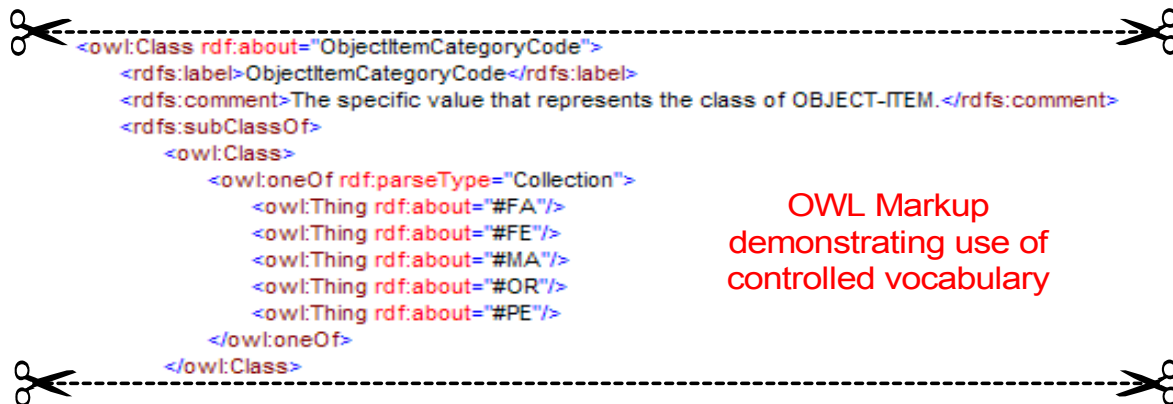 <owl:Class rdf:about="ObjectItemCategoryCode">
<rdfs:label>ObjectItemCategoryCode</rdfs:label>
<rdfs:comment>The specific value that represents the class of OBJECT-ITEM.</rdfs:comment>
<rdfs:subClassOf>
<owl:Class>
<owl:oneOf rdf:parseType="Collection">
<owl:Thing rdf:about="#FA"/>
<owl:Thing rdf:about="#FE"/>
<owl:Thing rdf:about="#MA"/>
<owl:Thing rdf:about="#OR"/>
<owl:Thing rdf:about="#PE"/>
</owl:oneOf>
</owl:Class>
OWL Markup
demonstrating use of
controlled vocabulary